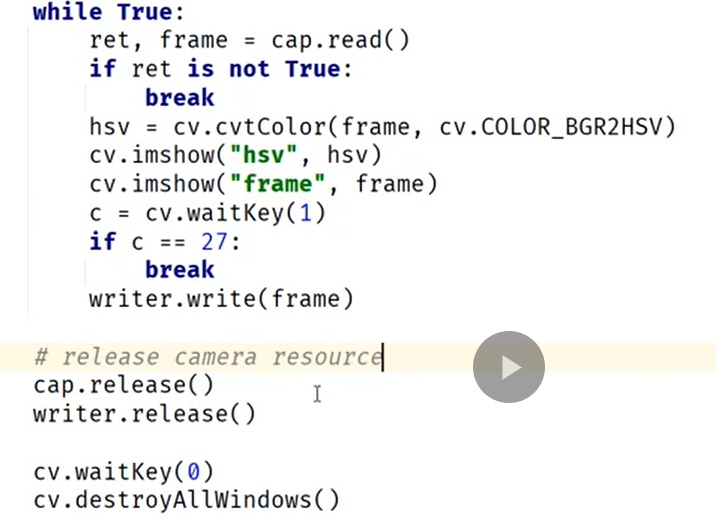 while True:
    ret, frame = cap.read()
    if ret is not True:
        break
    hsv = cv.cvtColor(frame, cv.COLOR_BGR2HSV)
    cv.imshow("hsv", hsv)
    cv.imshow("frame", frame)
    c = cv.waitKey(1)
    if c == 27:
        break
    writer.write(frame)

# release camera resource
cap.release()
writer.release()

cv.waitKey(0)
cv.destroyAllWindows()